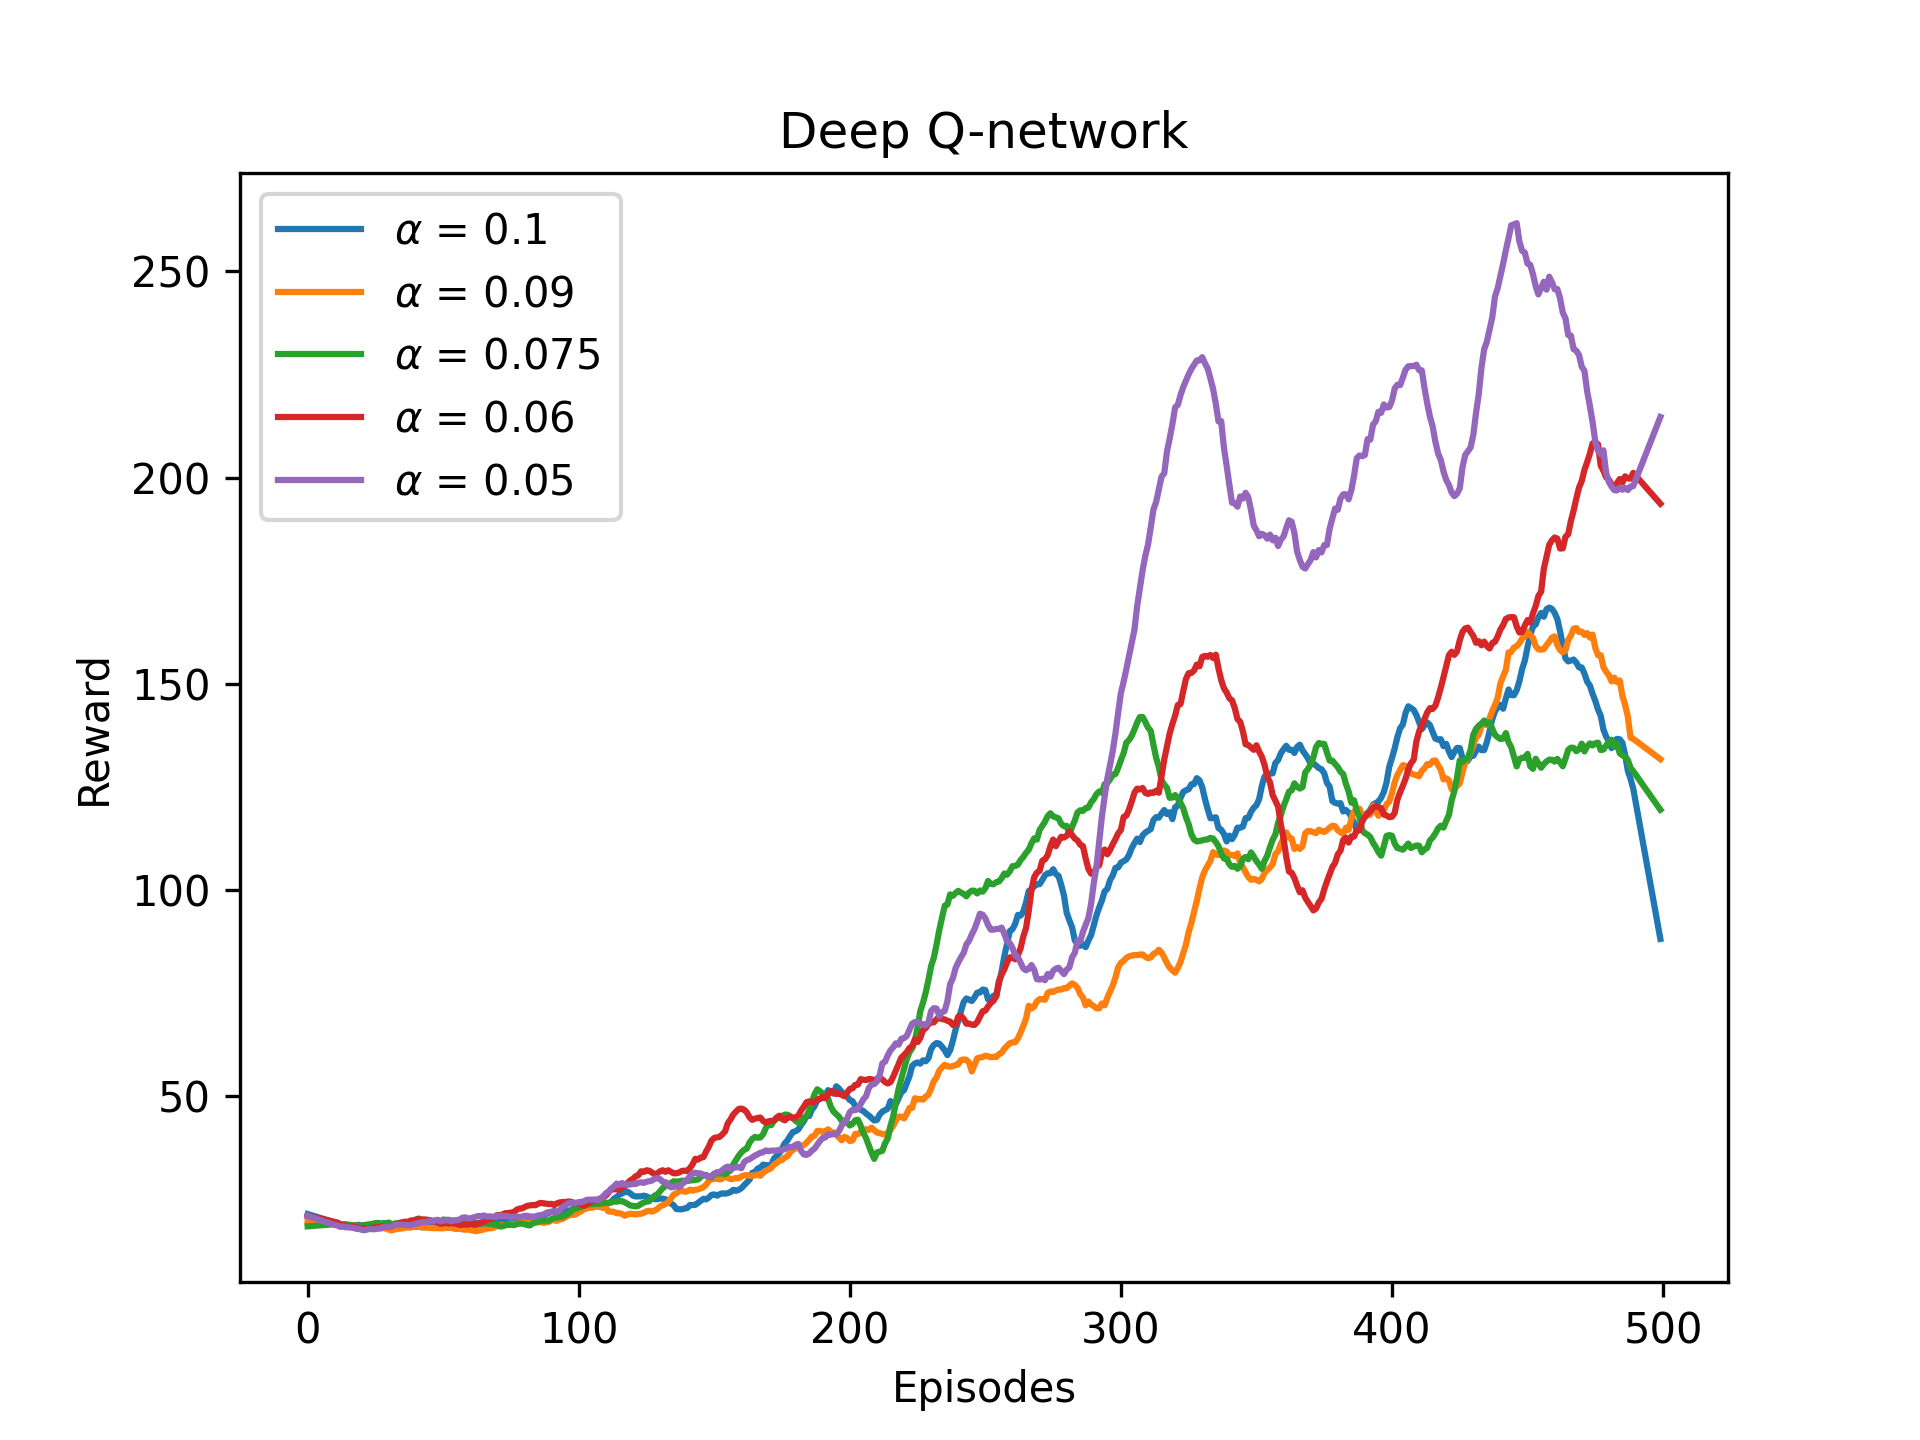 Deep Q-network
α = 0.1
α = 0.09
α = 0.075
α = 0.06
α = 0.05
250
200
150
100
50
Reward
0 100 200 300 400 500
Episodes